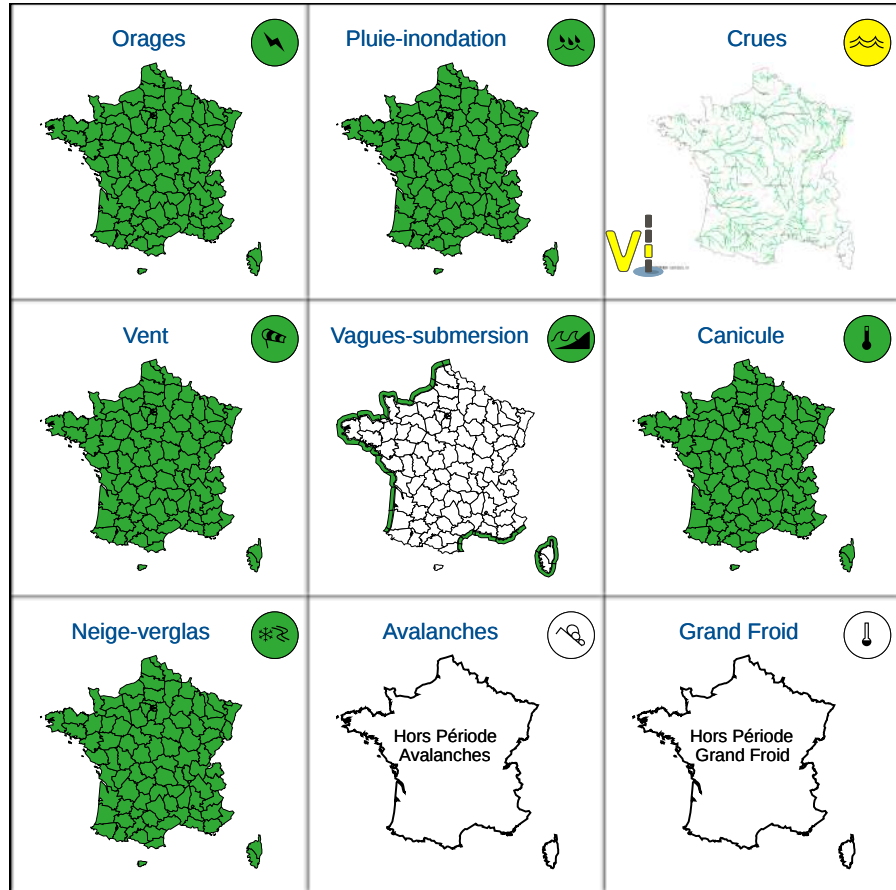 Orages
Pluie-inondation
Crues
Vi
Vent
Vagues-submersion
Canicule
Neige-verglas
Avalanches
Grand Froid
Hors Période
Avalanches
Hors Période
Grand Froid